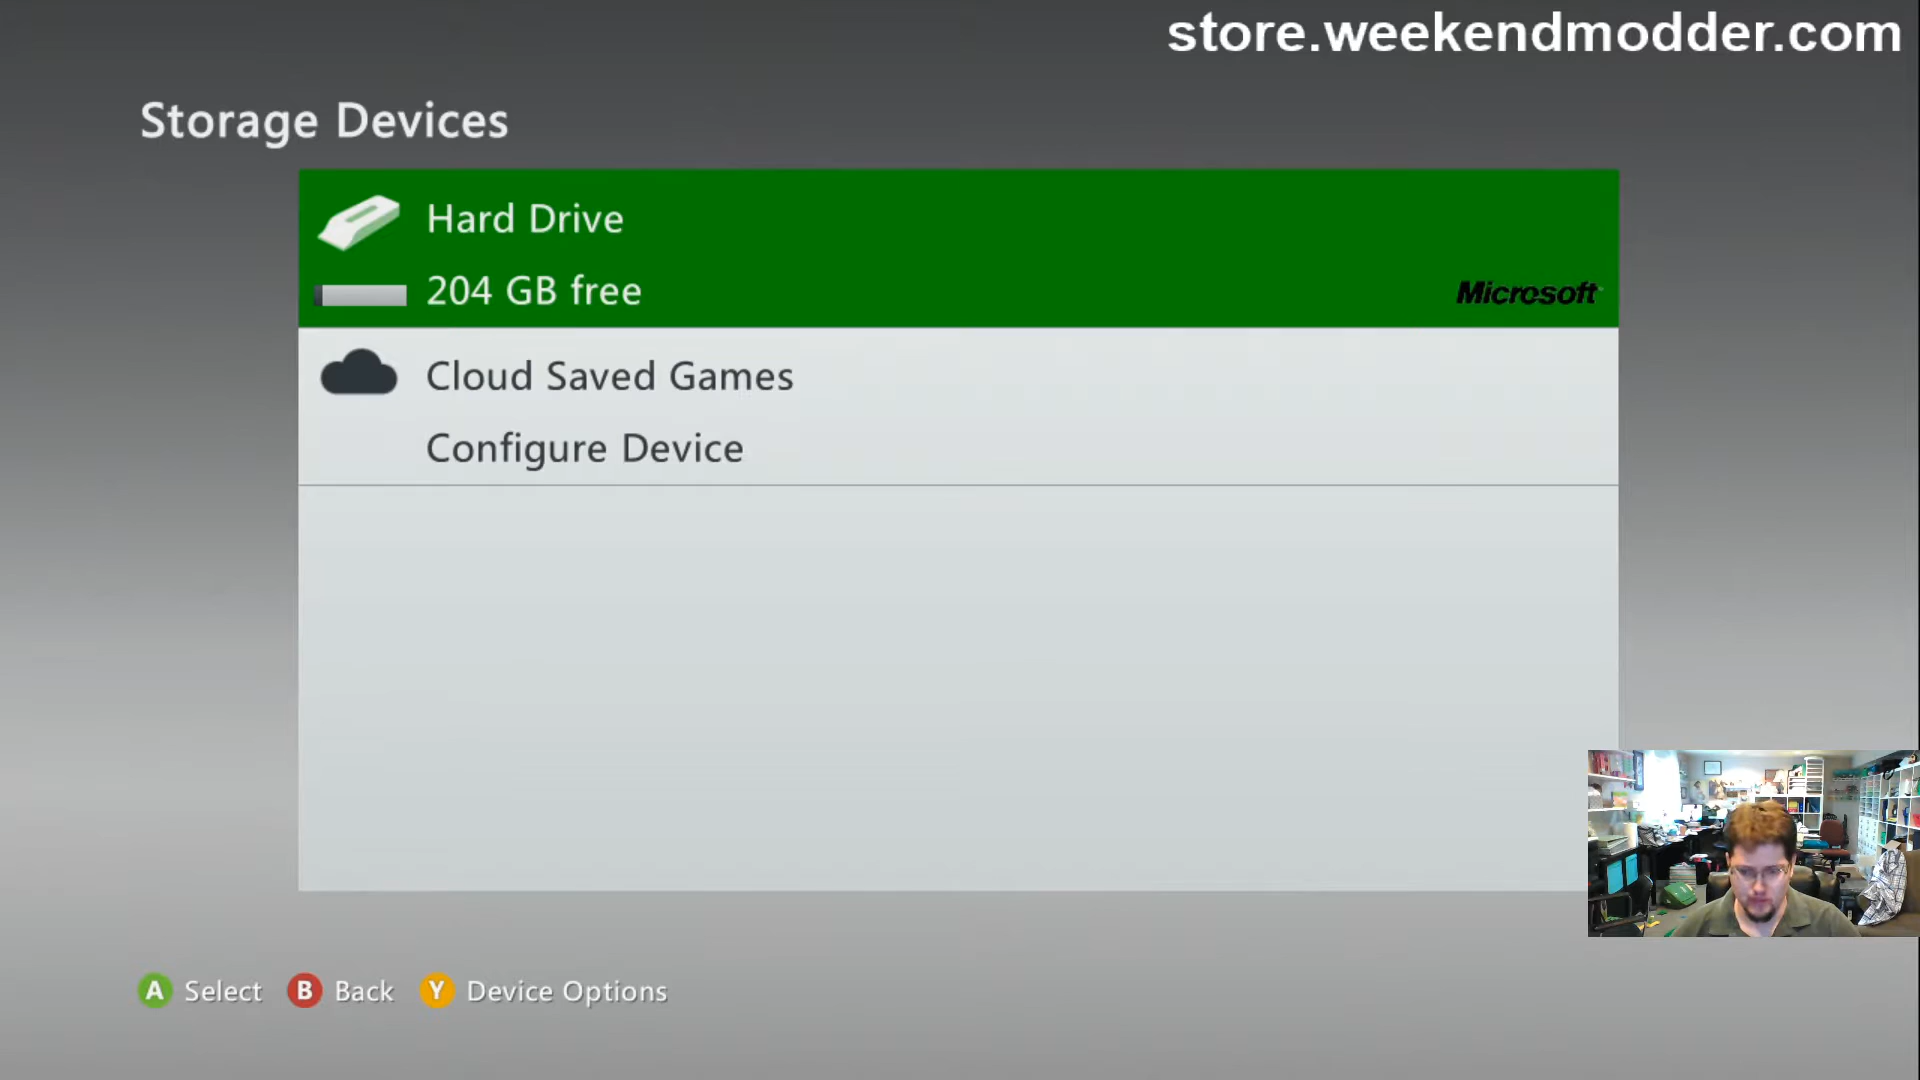 store.weekendmodder.com
Storage Devices
Hard Drive
204 GB free
Microsoft
Cloud Saved Games
Configure Device
A Select B Back Y Device Options